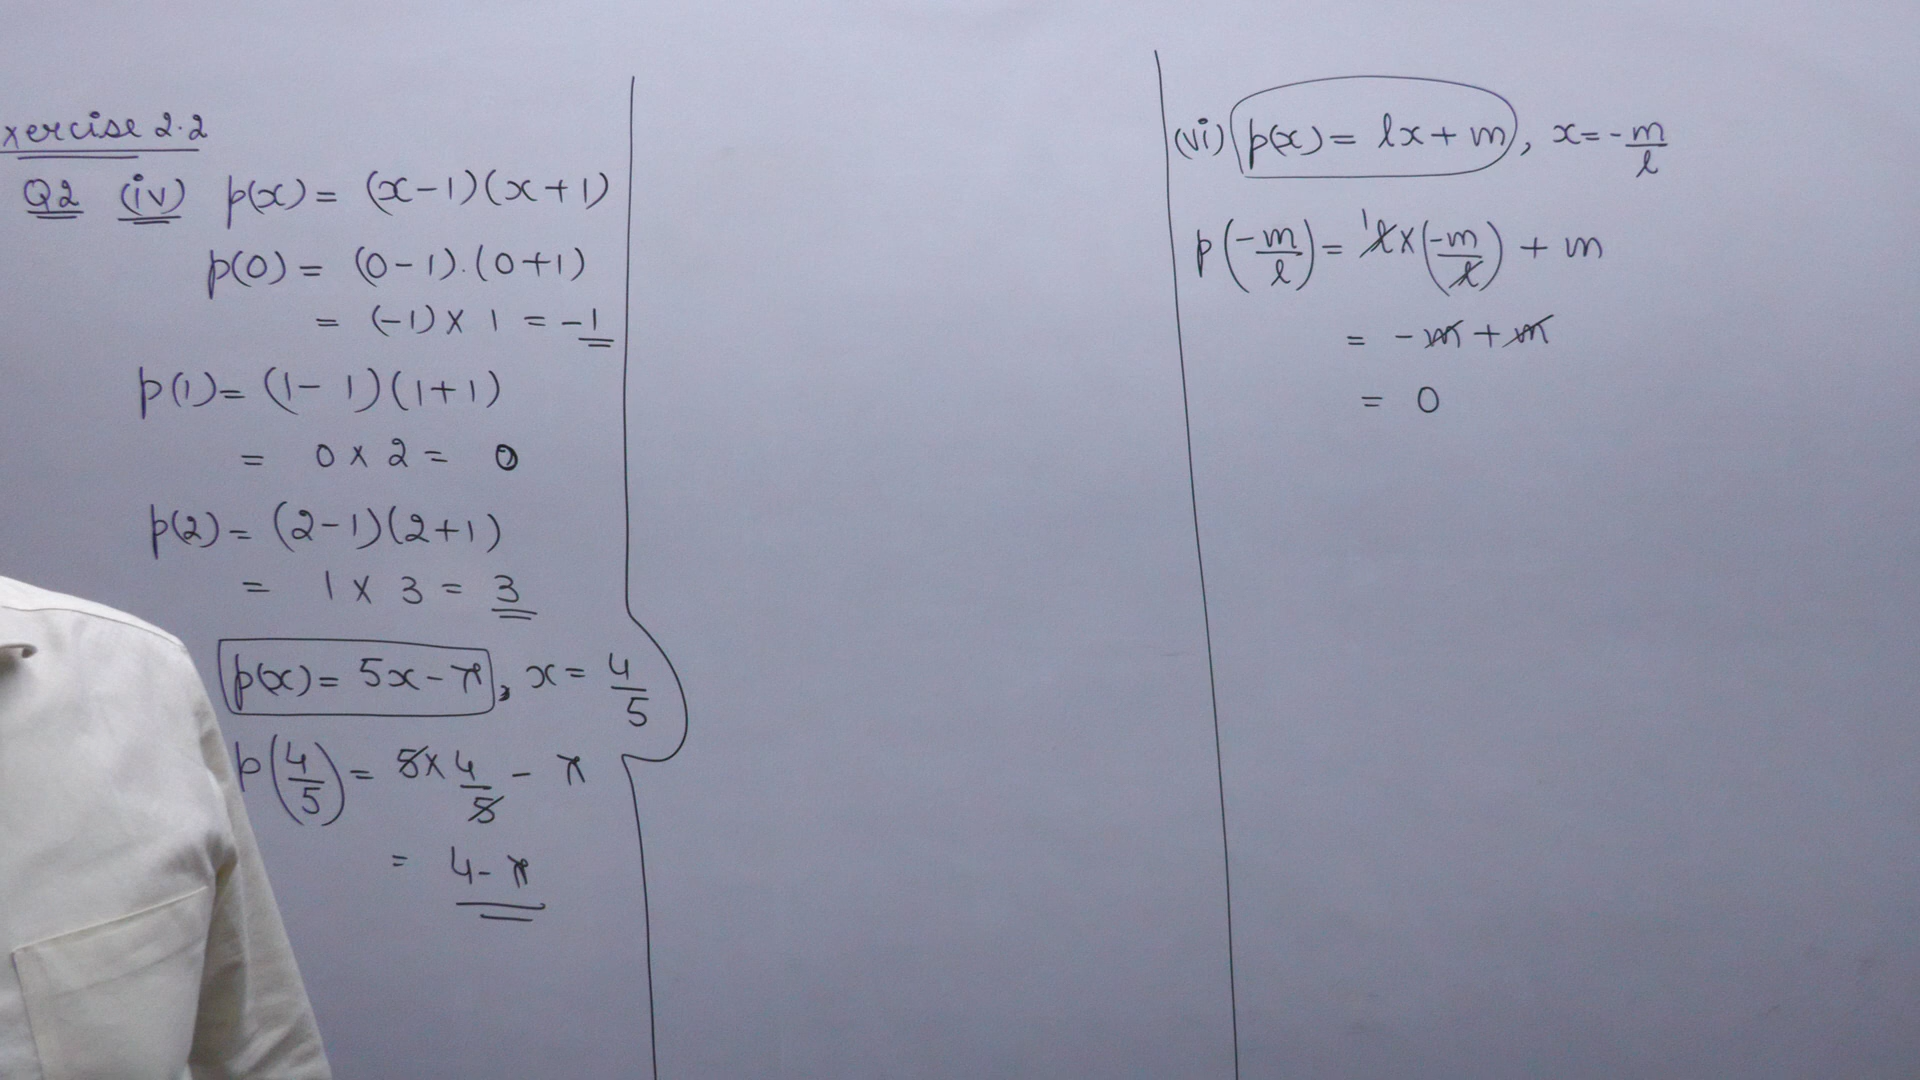 xercise 2.2
Q2 (iv) p(x) = (x-1)(x+1)
p(0) = (0-1).(0+1)
= (-1) × 1 = -1
p(1) = (1-1)(1+1)
= 0 × 2 = 0
p(2) = (2-1)(2+1)
= 1 × 3 = 3
p(x) = 5x - π, x = 4/5
p(4/5) = 5 × 4/5 - π
= 4 - π
(vi) p(x) = lx + m, x = -m/l
p(-m/l) = 1 l × (-m/l) + m
= -m + m
= 0